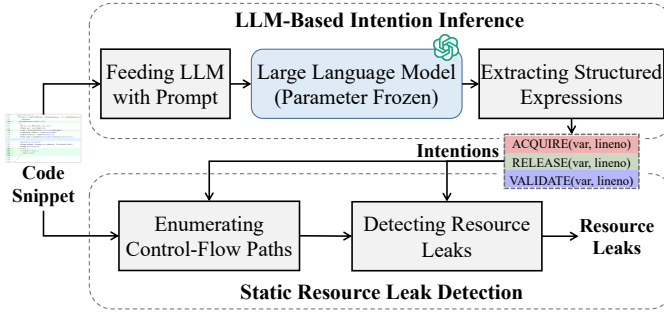 LLM-Based Intention Inference
Feeding LLM
with Prompt
Large Language Model
(Parameter Frozen)
Extracting Structured
Expressions
Code
Snippet
Intentions
ACQUIRE(var, lineno)
RELEASE(var, lineno)
VALIDATE(var, lineno)
Enumerating
Control-Flow Paths
Detecting Resource
Leaks
Resource
Leaks
Static Resource Leak Detection